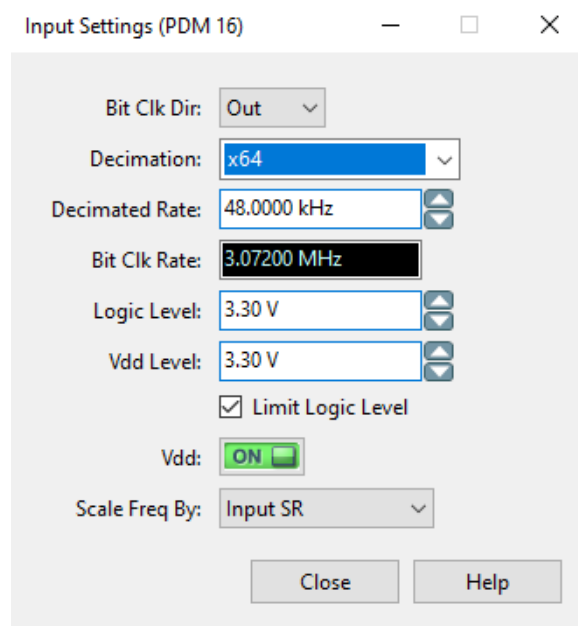 Input Settings (PDM 16)
Bit Clk Dir: Out
Decimation: x64
Decimated Rate: 48.0000 kHz
Bit Clk Rate: 3.07200 MHz
Logic Level: 3.30 V
Vdd Level: 3.30 V
Limit Logic Level
Vdd: ON
Scale Freq By: Input SR
Close Help